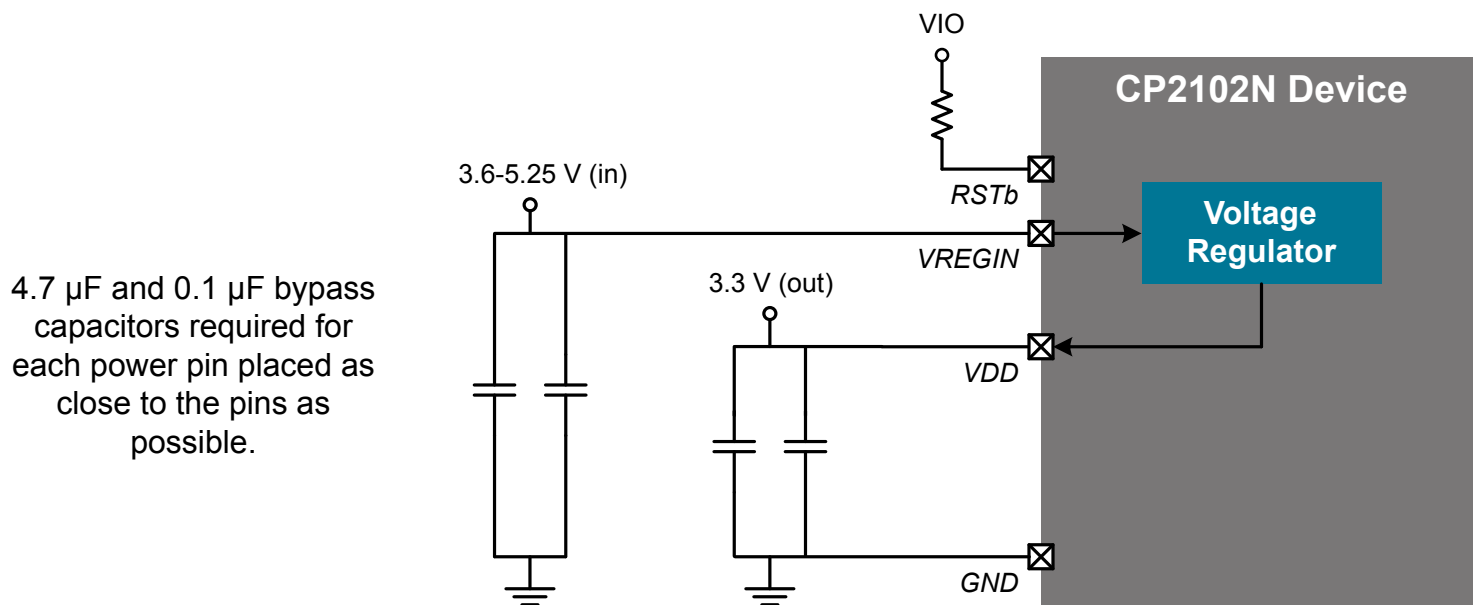 VIO
CP2102N Device
3.6-5.25 V (in)
RSTb
Voltage
Regulator
VREGIN
4.7 µF and 0.1 µF bypass
capacitors required for
each power pin placed as
close to the pins as
possible.
3.3 V (out)
VDD
GND